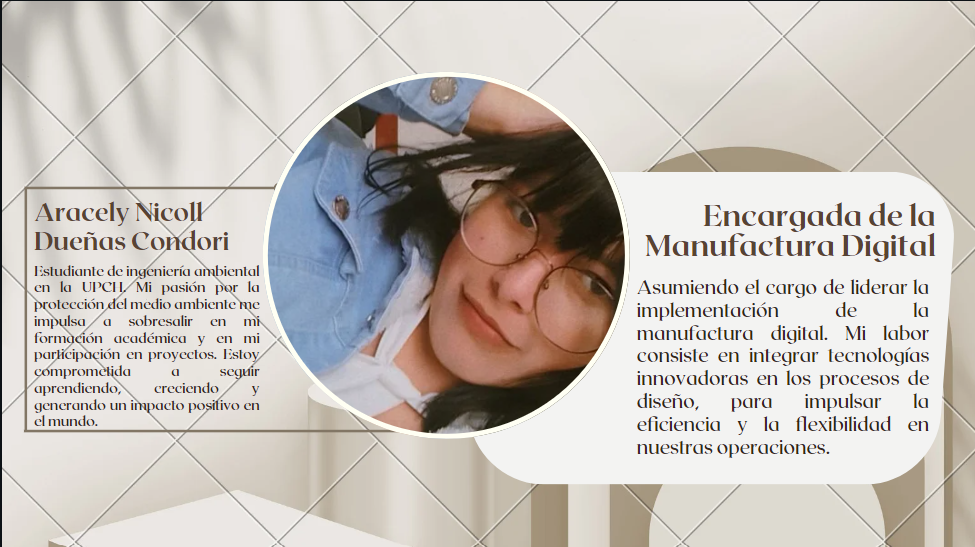 Aracely Nicoll
Dueñas Condori
Estudiante de ingeniería ambiental
en la UPCH. Mi pasión por la
protección del medio ambiente me
impulsa a sobresalir en mi
formación académica y en mi
participación en proyectos. Estoy
comprometida a seguir
aprendiendo, creciendo y
generando un impacto positivo en
el mundo.
Encargada de la
Manufactura Digital
Asumiendo el cargo de liderar la
implementación de la
manufactura digital. Mi labor
consiste en integrar tecnologías
innovadoras en los procesos de
diseño, para impulsar la
eficiencia y la flexibilidad en
nuestras operaciones.